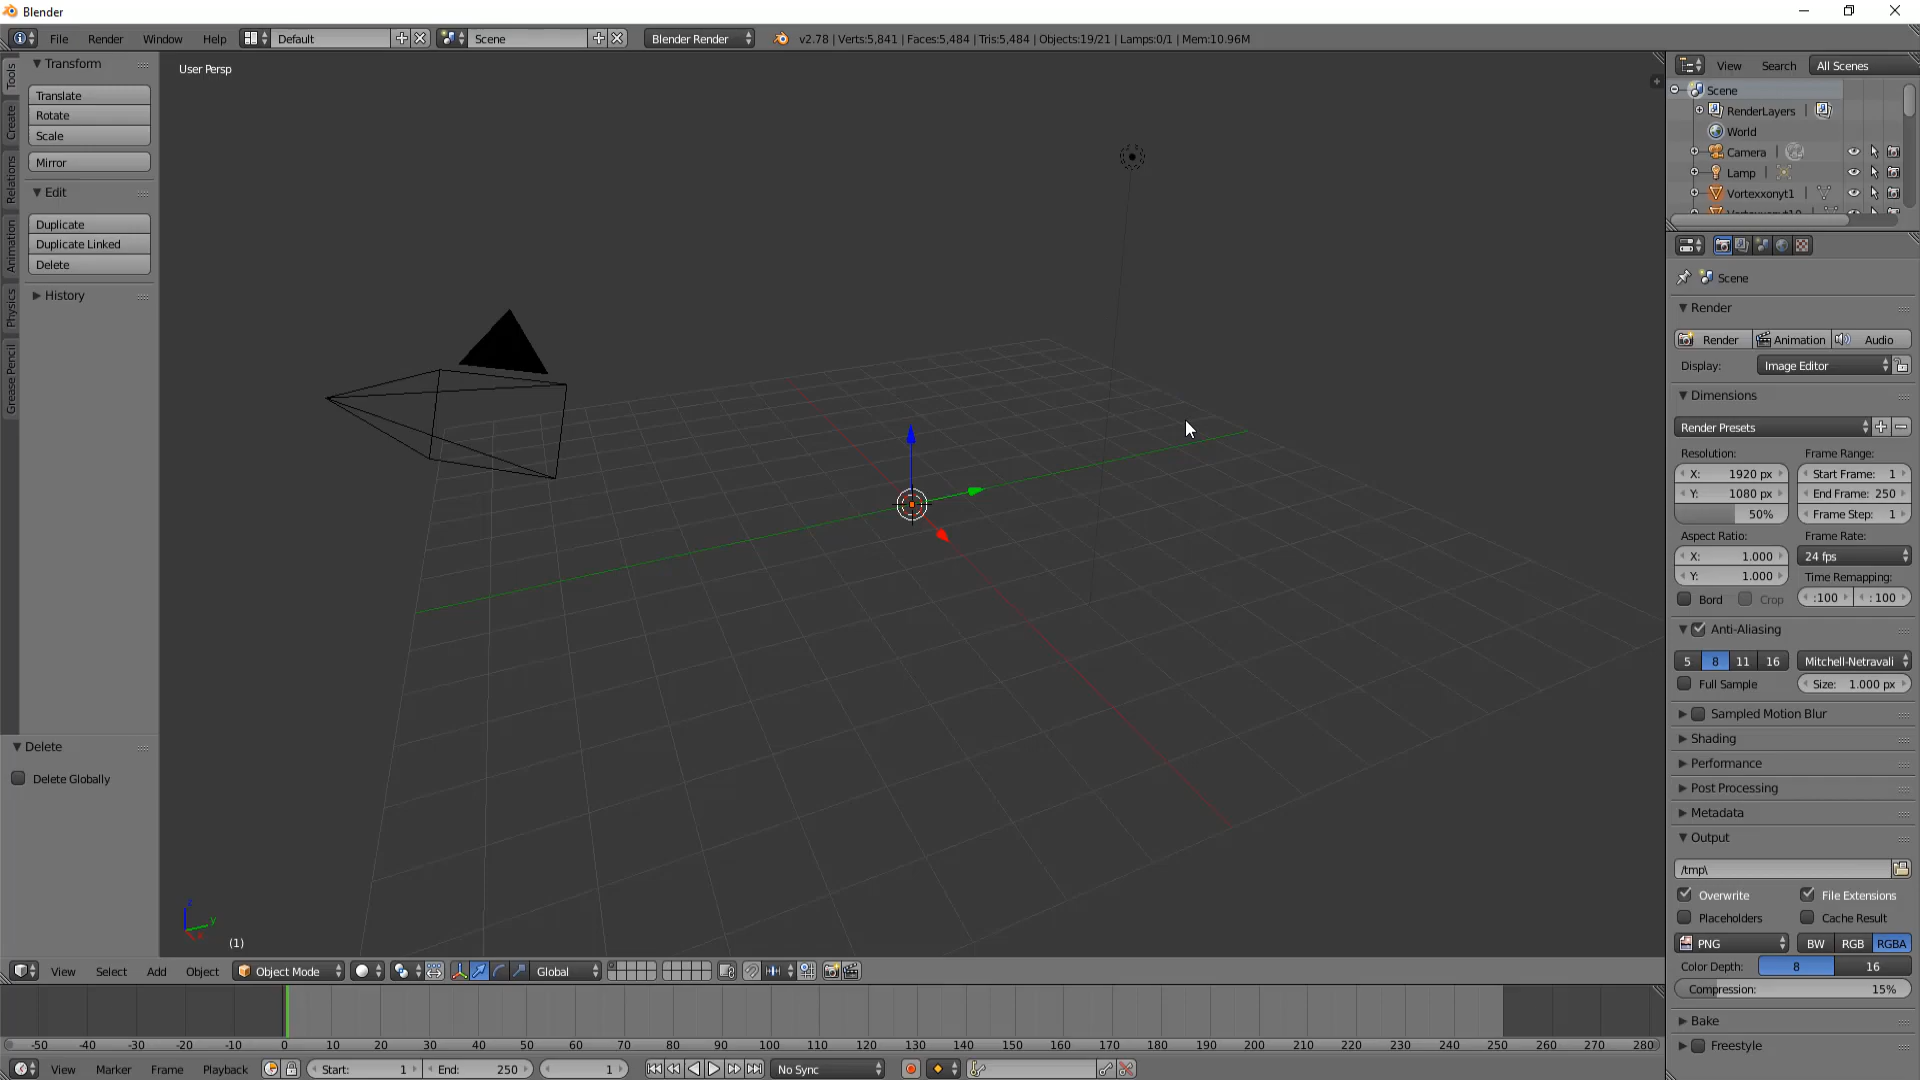 Blender
File Render Window Help Default Scene Blender Render v2.78 | Verts:5,841 | Faces:5,484 | Tris:5,484 | Objects:19/21 | Lamps:0/1 | Mem:10.96M
Tools
Create
Relations
Animation
Physics
Grease Pencil
Transform
Translate
Rotate
Scale
Mirror
Edit
Duplicate
Duplicate Linked
Delete
History
Delete
Delete Globally
User Persp
z
y
(1)
View Select Add Object Object Mode Global
-50 -40 -30 -20 -10 0 10 20 30 40 50 60 70 80 90 100 110 120 130 140 150 160 170 180 190 200 210 220 230 240 250 260 270 280
View Marker Frame Playback Start: 1 End: 250 1 No Sync
View Search All Scenes
Scene
RenderLayers |
World
Camera |
Lamp |
Vortexxonyt1 |
Scene
Render
Render Animation Audio
Display: Image Editor
Dimensions
Render Presets
Resolution: Frame Range:
X: 1920 px Start Frame: 1
Y: 1080 px End Frame: 250
50% Frame Step: 1
Aspect Ratio: Frame Rate:
X: 1.000 24 fps
Y: 1.000 Time Remapping:
Bord Crop :100 : 100
Anti-Aliasing
5 8 11 16 Mitchell-Netravali
Full Sample Size: 1.000 px
Sampled Motion Blur
Shading
Performance
Post Processing
Metadata
Output
/tmp\
Overwrite File Extensions
Placeholders Cache Result
PNG BW RGB RGBA
Color Depth: 8 16
Compression: 15%
Bake
Freestyle